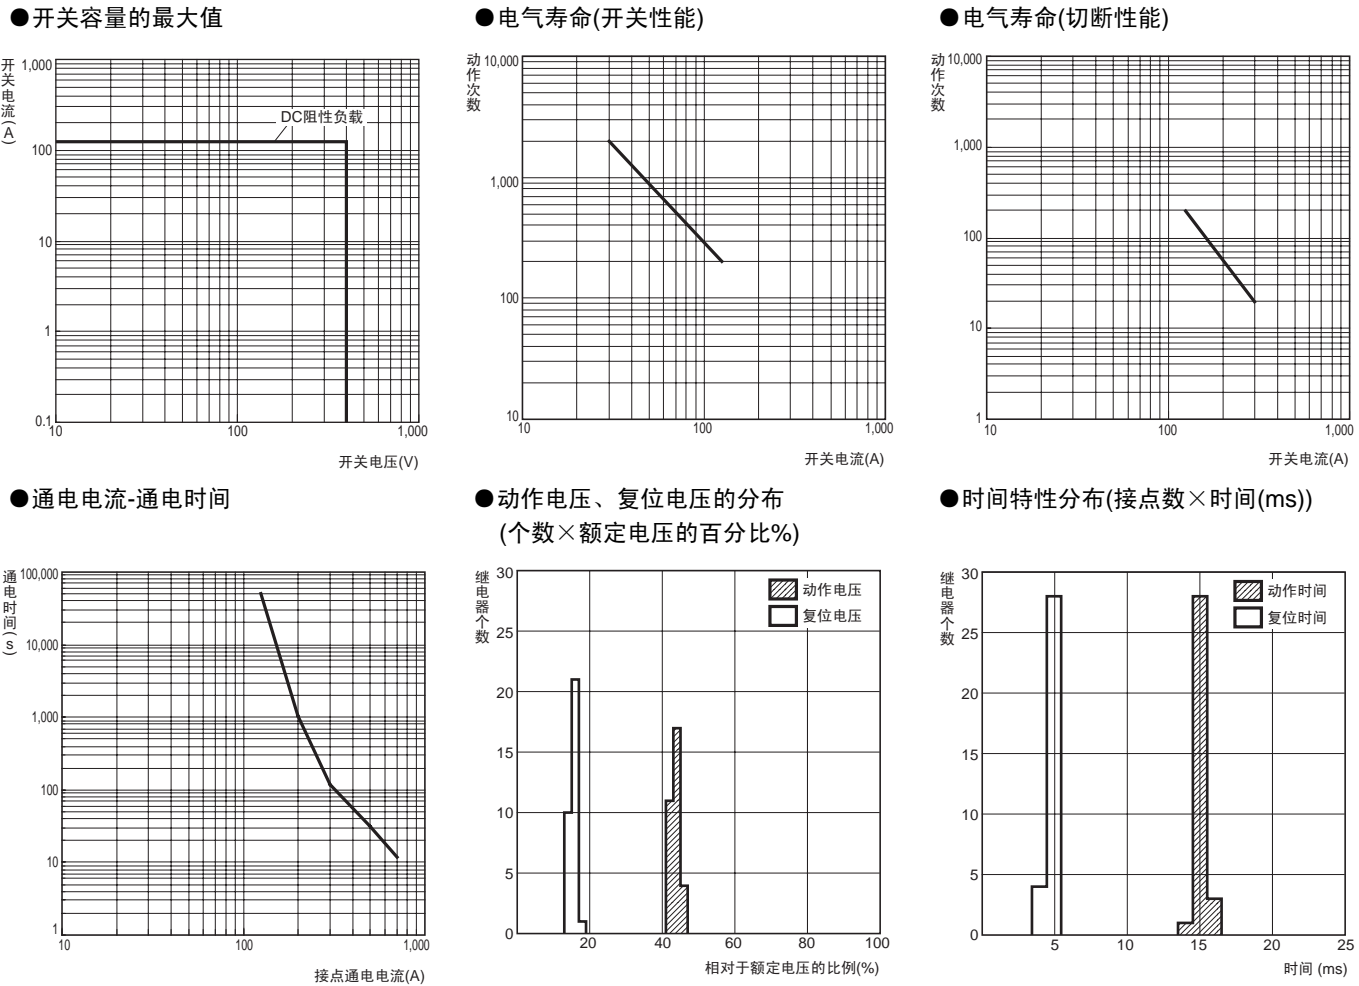 ●开关容量的最大值
开关电流(A)
1,000
100
10
1
0.1
DC阻性负载
10 100 1,000
开关电压(V)
●电气寿命(开关性能)
动作次数
10,000
1,000
100
10
10 100 1,000
开关电流(A)
●电气寿命(切断性能)
动作次数
10,000
1,000
100
10
1
10 100 1,000
开关电流(A)
●通电电流-通电时间
通电时间(s)
100,000
10,000
1,000
100
10
1
10 100 1,000
接点通电电流(A)
●动作电压、复位电压的分布
(个数×额定电压的百分比%)
继电器个数
30
25
20
15
10
5
0
动作电压
复位电压
20 40 60 80 100
相对于额定电压的比例(%)
●时间特性分布(接点数×时间(ms))
继电器个数
30
25
20
15
10
5
0
动作时间
复位时间
5 10 15 20 25
时间 (ms)